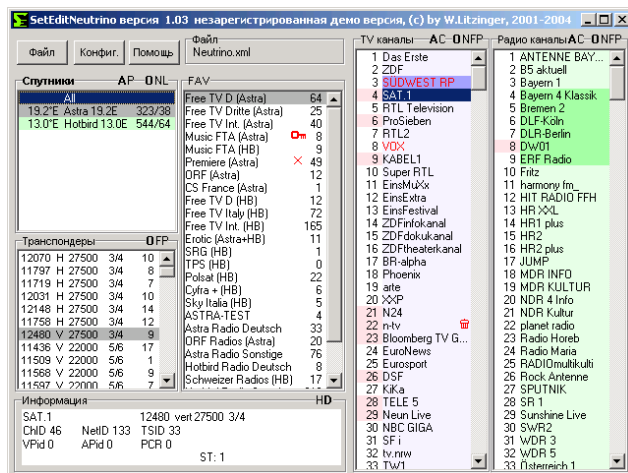 SetEditNeutrino версия 1.03 незарегистрированная демо версия, (c) by W.Litzinger, 2001-2004
Файл
Конфиг.
Помощь
Файл
Neutrino.xml
Спутники AP - ONL
All
19.2°E Astra 19.2E 323/38
13.0°E Hotbird 13.0E 544/64
Транспондеры OFP
12070 H 27500 3/4 10
11797 H 27500 3/4 8
11719 H 27500 3/4 7
12031 H 27500 3/4 10
12148 H 27500 3/4 14
11758 H 27500 3/4 12
12480 V 27500 3/4 9
11436 V 22000 5/6 17
11509 V 22000 5/6 1
11568 V 22000 5/6 9
11597 V 22000 5/6 7
FAV
Free TV D (Astra) 64
Free TV Dritte (Astra) 25
Free TV Int. (Astra) 40
Music FTA (Astra) 8
Music FTA (HB) 9
Premiere (Astra) 49
ORF (Astra) 12
CS France (Astra) 1
Free TV D (HB) 12
Free TV Italy (HB) 72
Free TV Int. (HB) 165
Erotic (Astra+HB) 11
SRG (HB) 1
TPS (HB) 0
Polsat (HB) 22
Cyfra + (HB) 6
Sky Italia (HB) 5
ASTRA-TEST 4
Astra Radio Deutsch 33
ORF Radios (Astra) 20
Astra Radio Sonstige 76
Hotbird Radio Deutsch 8
Schweizer Radios (HB) 17
Информация HD
SAT.1 12480 vert 27500 3/4
ChID 46 NetID 133 TSID 33
VPid 0 APid 0 PCR 0
ST: 1
TV каналы AC ONFP
1 Das Erste
2 ZDF
3 SÜDWEST RP
4 SAT.1
5 RTL Television
6 ProSieben
7 RTL2
8 VOX
9 KABEL1
10 Super RTL
11 EinsMuXx
12 EinsExtra
13 EinsFestival
14 ZDFinfokanal
15 ZDFdokukanal
16 ZDFtheaterkanal
17 BR-alpha
18 Phoenix
19 arte
20 XXP
21 N24
22 n-tv
23 Bloomberg TV G...
24 EuroNews
25 Eurosport
26 DSF
27 KiKa
28 TELE 5
29 Neun Live
30 NBC GIGA
31 SF i
32 tv.nrw
33 TW1
Радио каналы AC ONFP
1 ANTENNE BAY...
2 B5 aktuell
3 Bayern 1
4 Bayern 4 Klassik
5 Bremen 2
6 DLF-Köln
7 DLR-Berlin
8 DW01
9 ERF Radio
10 Fritz
11 harmony fm_
12 HIT RADIO FFH
13 HR XXL
14 HR1 plus
15 HR2
16 HR2 plus
17 JUMP
18 MDR INFO
19 MDR KULTUR
20 NDR 4 Info
21 NDR Kultur
22 planet radio
23 Radio Horeb
24 Radio Maria
25 RADIOmultikulti
26 Rock Antenne
27 SPUTNIK
28 SR 1
29 Sunshine Live
30 SWR2
31 WDR 3
32 WDR 5
33 Österreich 1